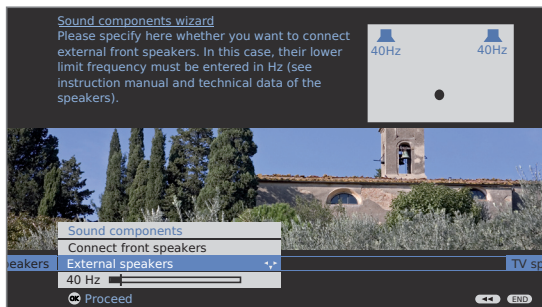 Sound components wizard
Please specify here whether you want to connect
external front speakers. In this case, their lower
limit frequency must be entered in Hz (see
instruction manual and technical data of the
speakers).
40Hz 40Hz
Sound components
Connect front speakers
eakers External speakers TV sp
40 Hz
OK Proceed
END